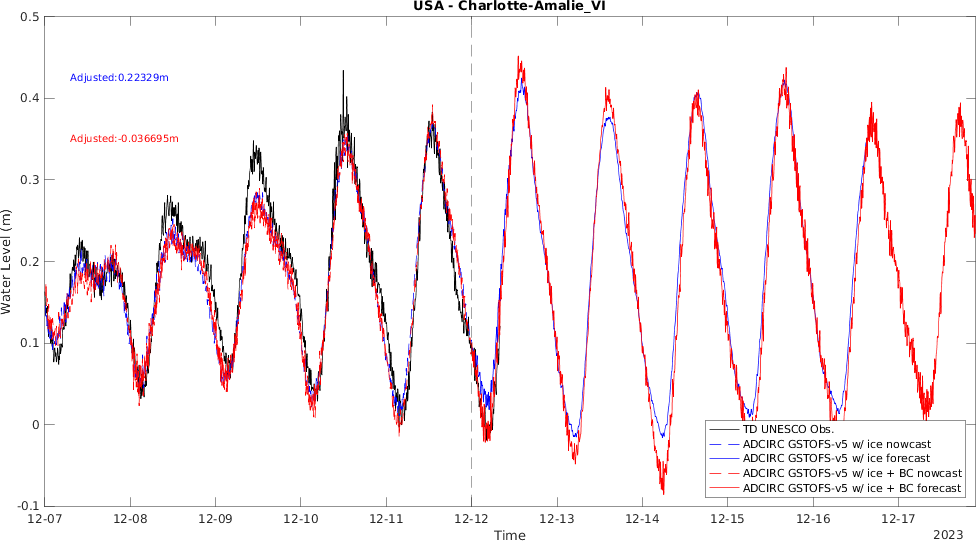 USA - Charlotte-Amalie_VI
0.5
0.4
0.3
0.2
0.1
0
-0.1
Water Level (m)
Adjusted:0.22329m
Adjusted:-0.036695m
TD UNESCO Obs.
ADCIRC GSTOFS-v5 w/ ice nowcast
ADCIRC GSTOFS-v5 w/ ice forecast
ADCIRC GSTOFS-v5 w/ ice + BC nowcast
ADCIRC GSTOFS-v5 w/ ice + BC forecast
12-07 12-08 12-09 12-10 12-11 12-12 12-13 12-14 12-15 12-16 12-17
Time
2023